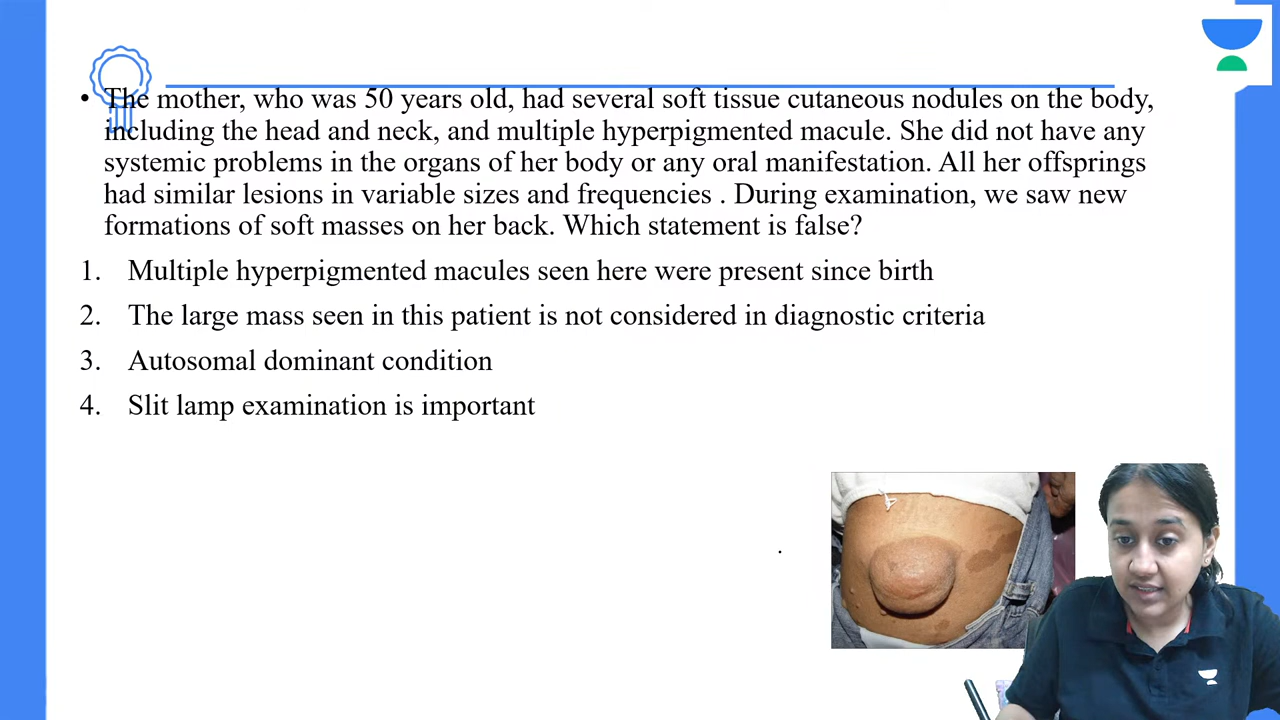 • The mother, who was 50 years old, had several soft tissue cutaneous nodules on the body,
including the head and neck, and multiple hyperpigmented macule. She did not have any
systemic problems in the organs of her body or any oral manifestation. All her offsprings
had similar lesions in variable sizes and frequencies . During examination, we saw new
formations of soft masses on her back. Which statement is false?
1. Multiple hyperpigmented macules seen here were present since birth
2. The large mass seen in this patient is not considered in diagnostic criteria
3. Autosomal dominant condition
4. Slit lamp examination is important